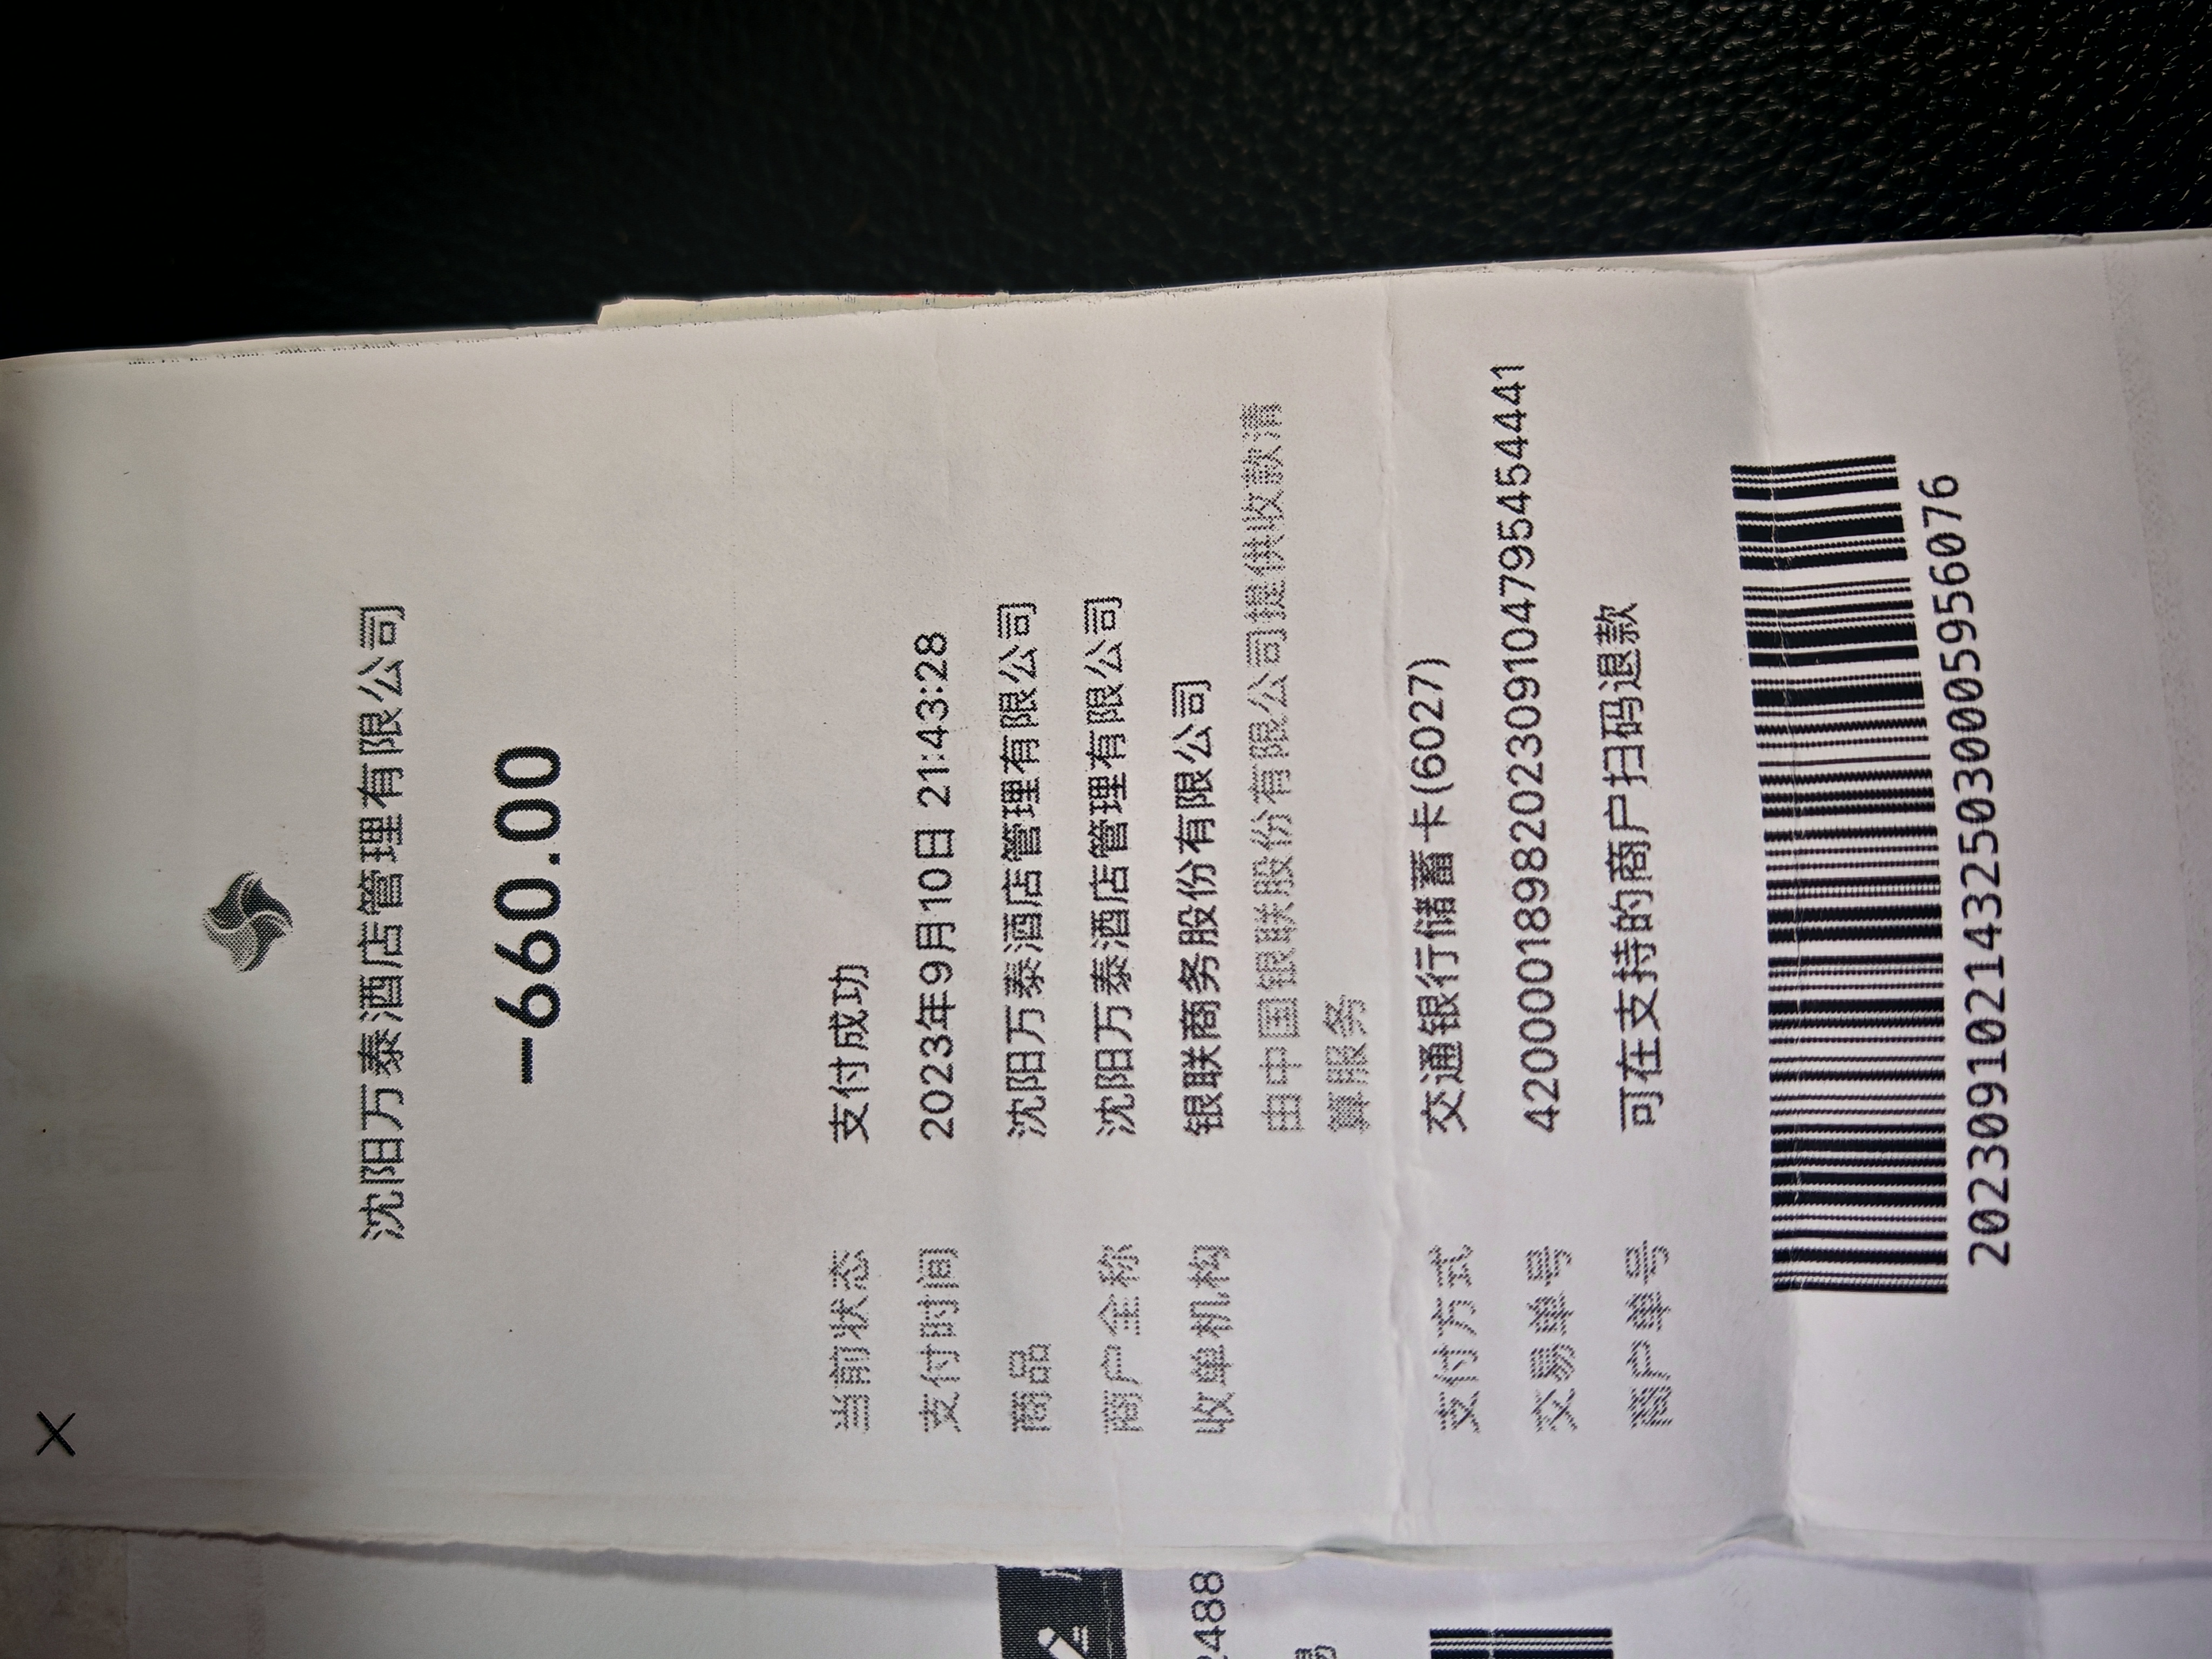 沈阳万泰酒店管理有限公司
-660.00
当前状态 支付成功
支付时间 2023年9月10日 21:43:28
商品 沈阳万泰酒店管理有限公司
商户全称 沈阳万泰酒店管理有限公司
收单机构 银联商务股份有限公司
由中国银联股份有限公司提供收款清
算服务
支付方式 交通银行储蓄卡(6027)
交易单号 4200001898202309104795454441
商户单号 可在支持的商户扫码退款
20230910214325030005956076
2488
易